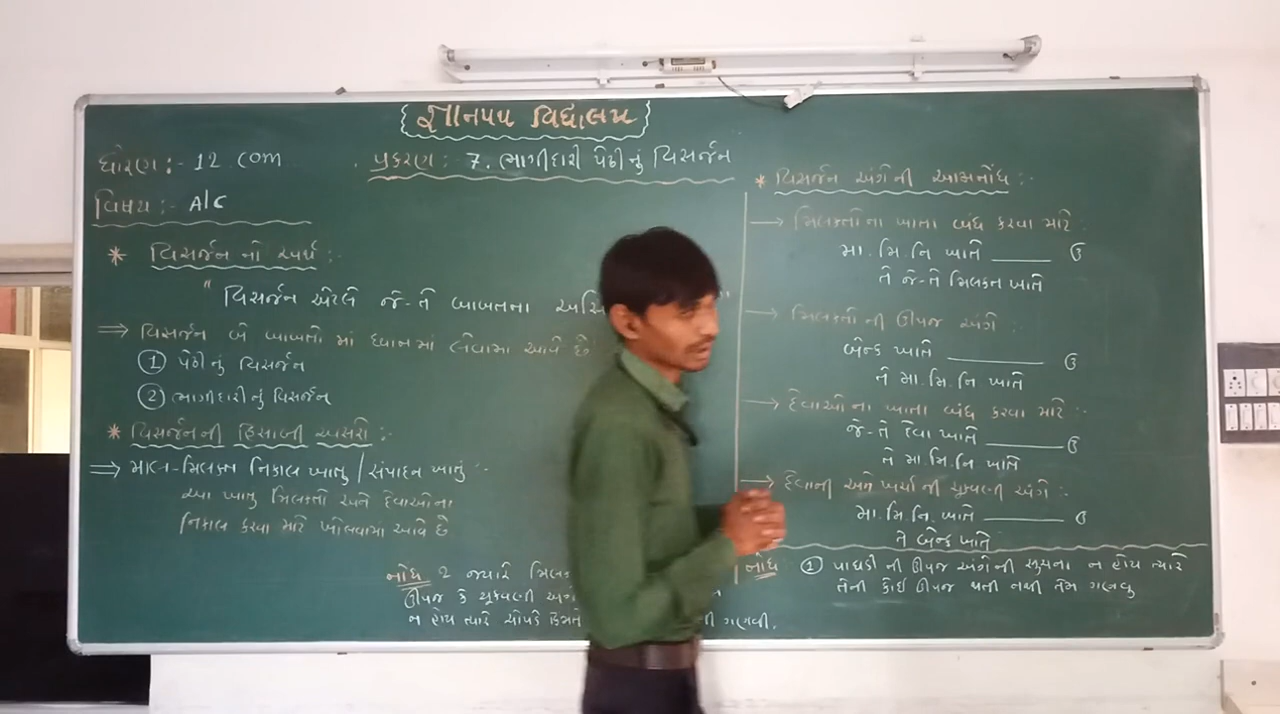 જ્ઞાનપથ વિદ્યાલય
ધોરણ :- 12 com
પ્રકરણ :- 7. ભાગીદારી પેઢીનું વિસર્જન
વિષય :- A/C
* વિસર્જન નો અર્થ :-
"વિસર્જન એટલે જે-તે બાબતના
⇒ વિસર્જન બે બાબતો માં ધ્યાનમાં લેવામાં આવે છે
① પેઢીનું વિસર્જન
② ભાગીદારીનું વિસર્જન
* વિસર્જનની હિસાબી અસરો :-
⇒ માલ-મિલકત નિકાલ ખાતુ / સંપાદન ખાતું :-
આ ખાતુ મિલકતો અને દેવાઓના
નિકાલ કરવા માટે ખોલવામાં આવે છે
નોંધ 2 જ્યારે
ઊપજ કે ચૂકવણી
ન હોય ત્યારે ચોપડે કિંમતે ગણવી.
* વિસર્જન અંગેની આમનોંધ :-
→ મિલકતોના ખાતા બંધ કરવા માટે :
મા. મિ. નિ ખાતે ______ ઉ
તે જે-તે મિલકત ખાતે
→ મિલકતો ની ઊપજ અંગે :
બેન્ક ખાતે ______ ઉ
તે મા. મિ. નિ ખાતે
→ દેવાઓના ખાતા બંધ કરવા માટે :-
જે-તે દેવા ખાતે ______ ઉ
તે મા. મિ. નિ ખાતે
→ દેવાની અને ખર્ચા ની ચૂકવણી અંગે :-
મા. મિ. નિ. ખાતે ______ ઉ
તે બેન્ક ખાતે
નોંધ ① પાઘડી ની ઊપજ અંગેની સૂચના ન હોય ત્યારે
તેની કોઈ ઊપજ થતી નથી તેમ ગણવુ